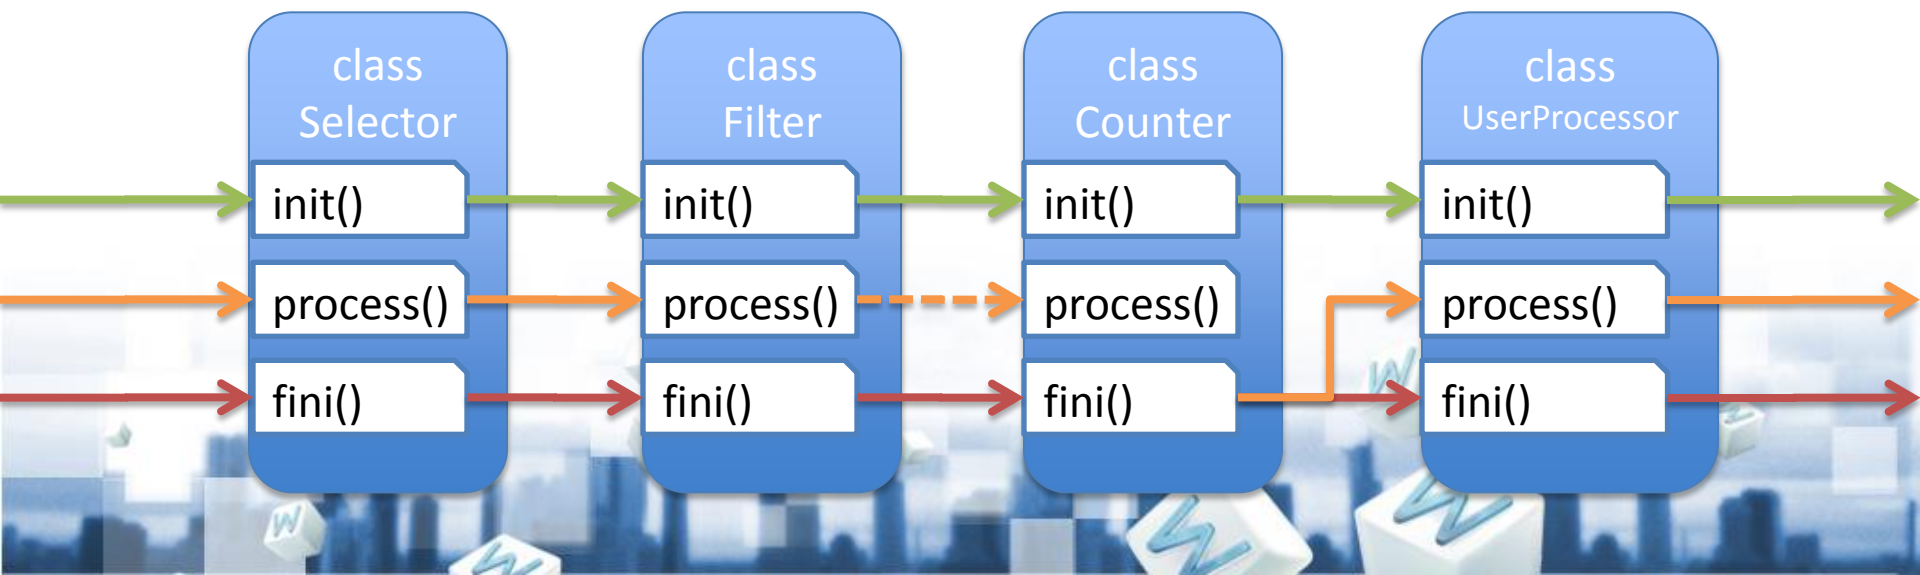 class
Selector
init()
process()
fini()
class
Filter
init()
process()
fini()
class
Counter
init()
process()
fini()
class
UserProcessor
init()
process()
fini()
W
W
W
W
W
W